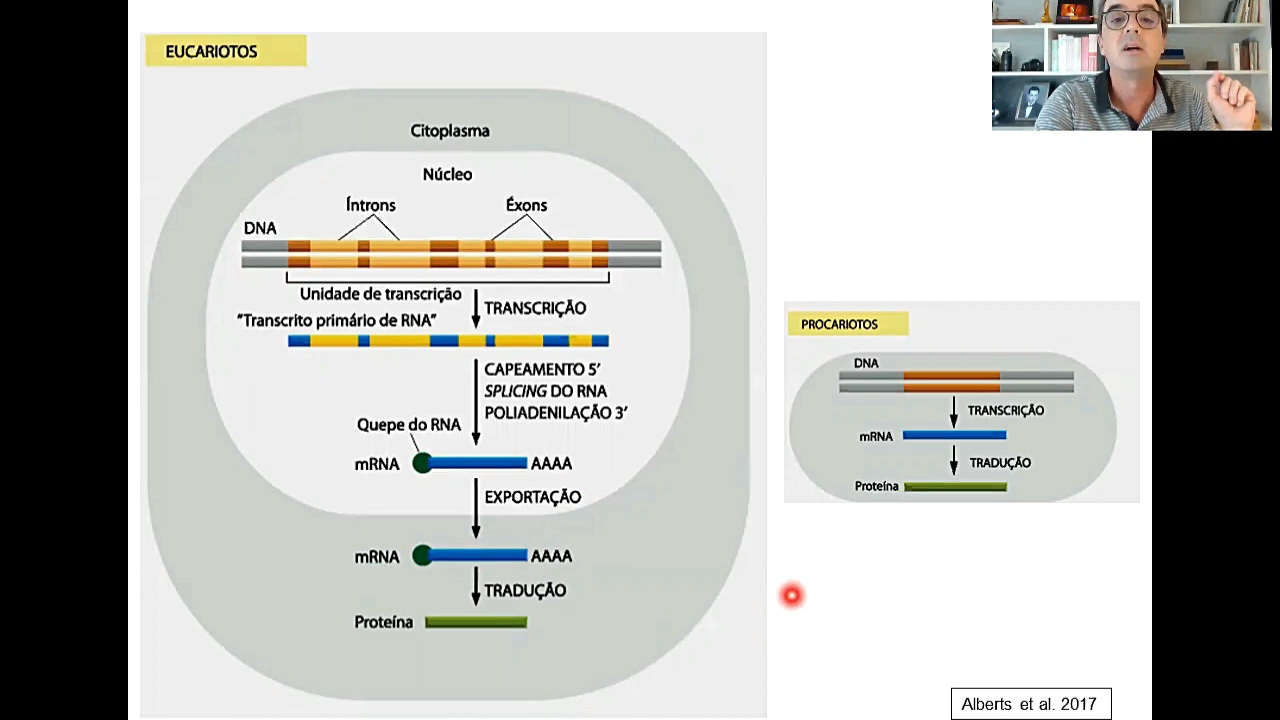 EUCARIOTOS
Citoplasma
Núcleo
Íntrons
Éxons
DNA
Unidade de transcrição
TRANSCRIÇÃO
"Transcrito primário de RNA"
CAPEAMENTO 5′
SPLICING DO RNA
POLIADENILAÇÃO 3′
Quepe do RNA
mRNA
AAAA
EXPORTAÇÃO
mRNA
AAAA
TRADUÇÃO
Proteína
PROCARIOTOS
DNA
TRANSCRIÇÃO
mRNA
TRADUÇÃO
Proteína
Alberts et al. 2017